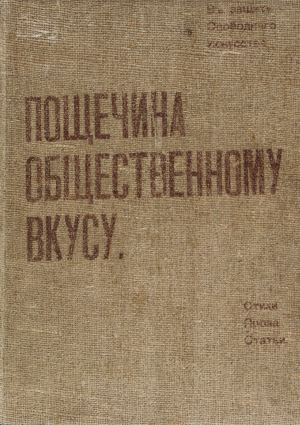 Въ защиту
Свободнаго
искусства
ПОЩЕЧИНА
ОБЩЕСТВЕННОМУ
ВКУСУ.
Стихи
Проза
Статьи